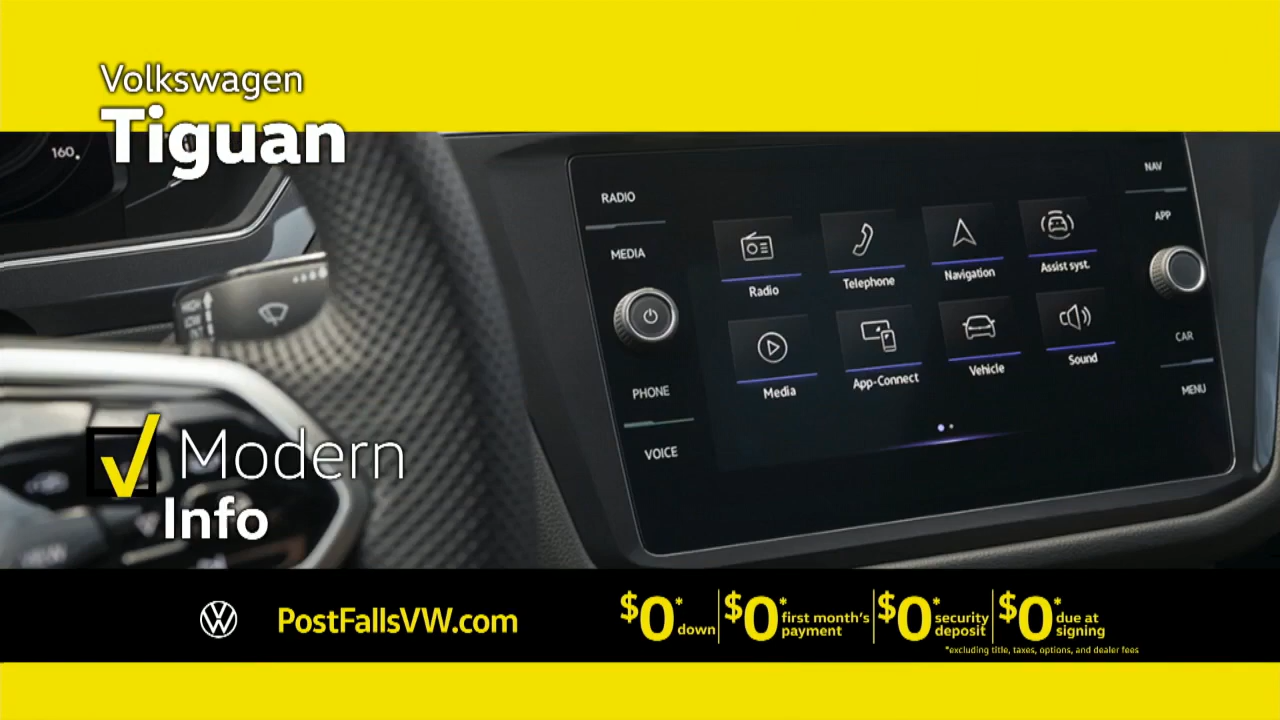 Volkswagen
Tiguan
160
RADIO
MEDIA
PHONE
VOICE
NAV
APP
CAR
MENU
Radio
Telephone
Navigation
Assist syst.
Media
App-Connect
Vehicle
Sound
Modern
Info
PostFallsVW.com
$0* down
$0* first month's
payment
$0* security
deposit
$0* due at
signing
*excluding title, taxes, options, and dealer fees